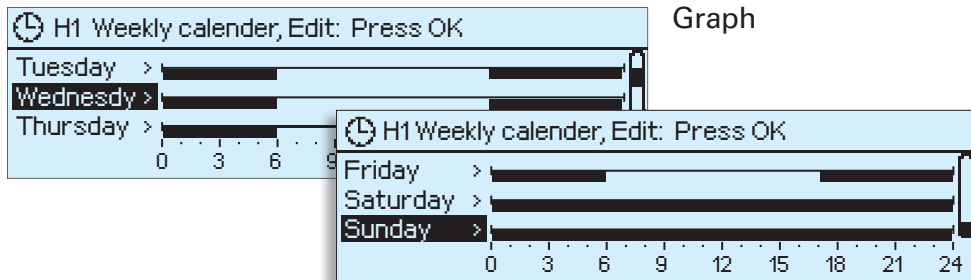 H1 Weekly calender, Edit: Press OK
Graph
Tuesday >
Wednesdy >
Thursday >
0 3 6 9
H1 Weekly calender, Edit: Press OK
Friday >
Saturday >
Sunday >
0 3 6 9 12 15 18 21 24